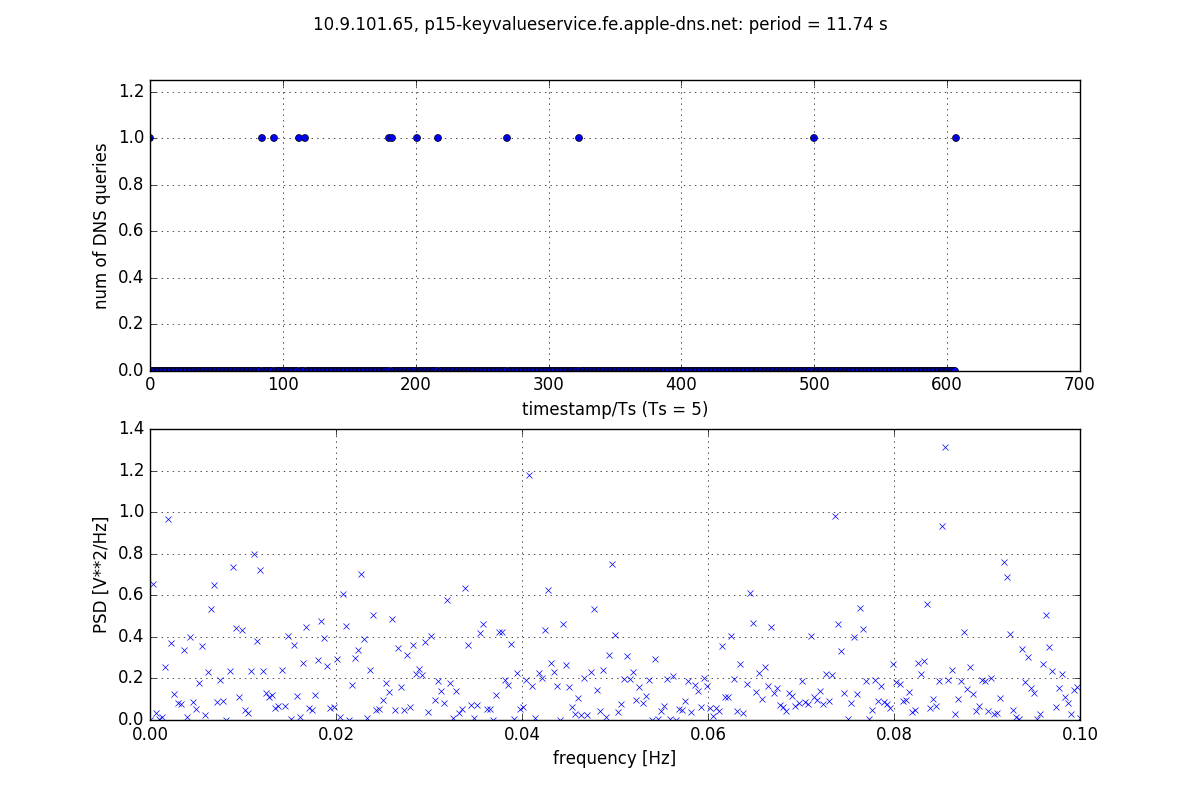 10.9.101.65, p15-keyvalueservice.fe.apple-dns.net: period = 11.74 s
1.2
1.0
0.8
0.6
0.4
0.2
0.0
num of DNS queries
0 100 200 300 400 500 600 700
timestamp/Ts (Ts = 5)
1.4
1.2
1.0
0.8
0.6
0.4
0.2
0.0
PSD [V**2/Hz]
0.00 0.02 0.04 0.06 0.08 0.10
frequency [Hz]